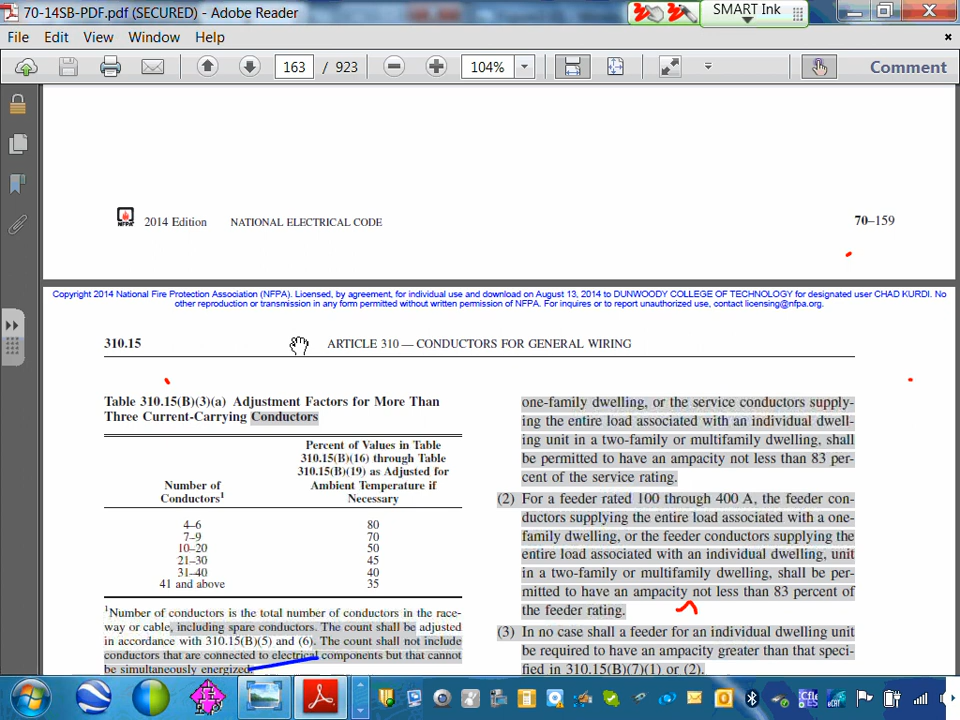 70-14SB-PDF.pdf (SECURED) - Adobe Reader
SMART Ink
File Edit View Window Help
163 / 923
104%
Comment
NFPA
2014 Edition NATIONAL ELECTRICAL CODE 70–159
Copyright 2014 National Fire Protection Association (NFPA). Licensed, by agreement, for individual use and download on August 13, 2014 to DUNWOODY COLLEGE OF TECHNOLOGY for designated user CHAD KURDI. No
other reproduction or transmission in any form permitted without written permission of NFPA. For inquires or to report unauthorized use, contact licensing@nfpa.org.
310.15 ARTICLE 310 — CONDUCTORS FOR GENERAL WIRING
Table 310.15(B)(3)(a) Adjustment Factors for More Than
Three Current-Carrying Conductors
Percent of Values in Table
310.15(B)(16) through Table
310.15(B)(19) as Adjusted for
Number of Ambient Temperature if
Conductors1 Necessary
4–6 80
7–9 70
10–20 50
21–30 45
31–40 40
41 and above 35
1Number of conductors is the total number of conductors in the race-
way or cable, including spare conductors. The count shall be adjusted
in accordance with 310.15(B)(5) and (6). The count shall not include
conductors that are connected to electrical components but that cannot
be simultaneously energized.
one-family dwelling, or the service conductors supply-
ing the entire load associated with an individual dwell-
ing unit in a two-family or multifamily dwelling, shall
be permitted to have an ampacity not less than 83 per-
cent of the service rating.
(2) For a feeder rated 100 through 400 A, the feeder con-
ductors supplying the entire load associated with a one-
family dwelling, or the feeder conductors supplying the
entire load associated with an individual dwelling, unit
in a two-family or multifamily dwelling, shall be per-
mitted to have an ampacity not less than 83 percent of
the feeder rating.
(3) In no case shall a feeder for an individual dwelling unit
be required to have an ampacity greater than that speci-
fied in 310.15(B)(7)(1) or (2).